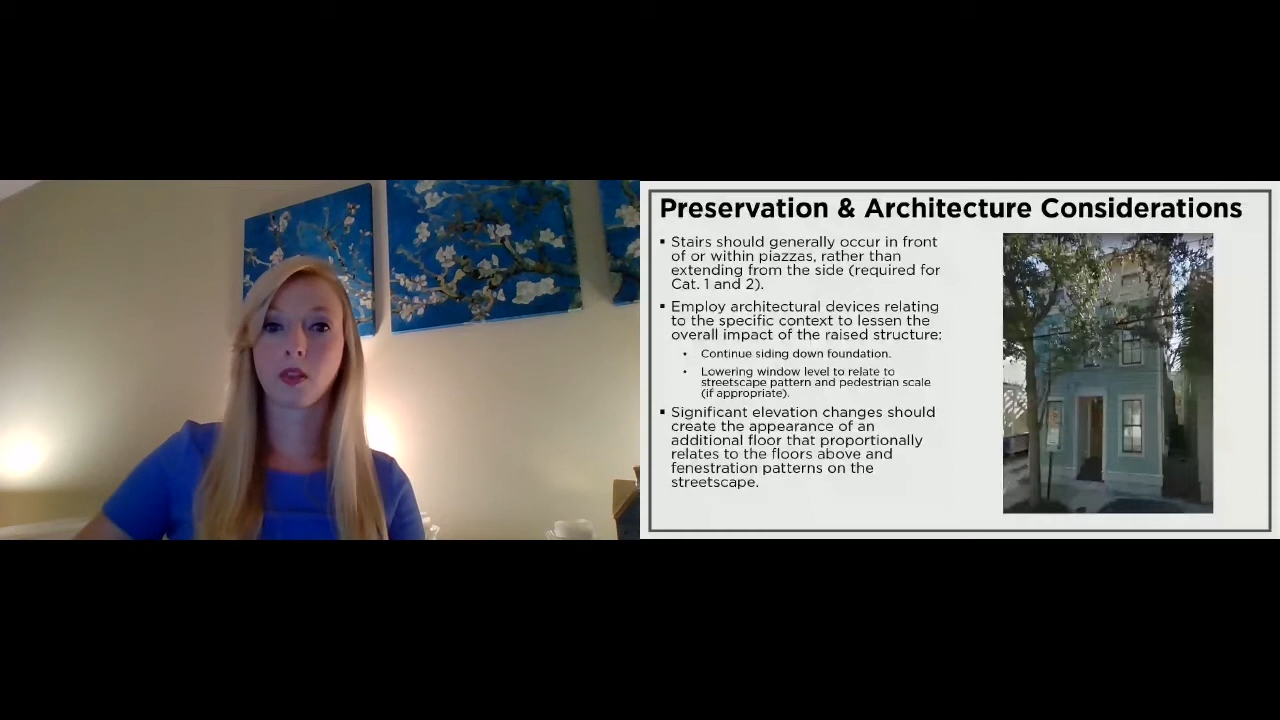 Preservation & Architecture Considerations
▪ Stairs should generally occur in front
of or within piazzas, rather than
extending from the side (required for
Cat. 1 and 2).
▪ Employ architectural devices relating
to the specific context to lessen the
overall impact of the raised structure:
• Continue siding down foundation.
• Lowering window level to relate to
streetscape pattern and pedestrian scale
(if appropriate).
▪ Significant elevation changes should
create the appearance of an
additional floor that proportionally
relates to the floors above and
fenestration patterns on the
streetscape.